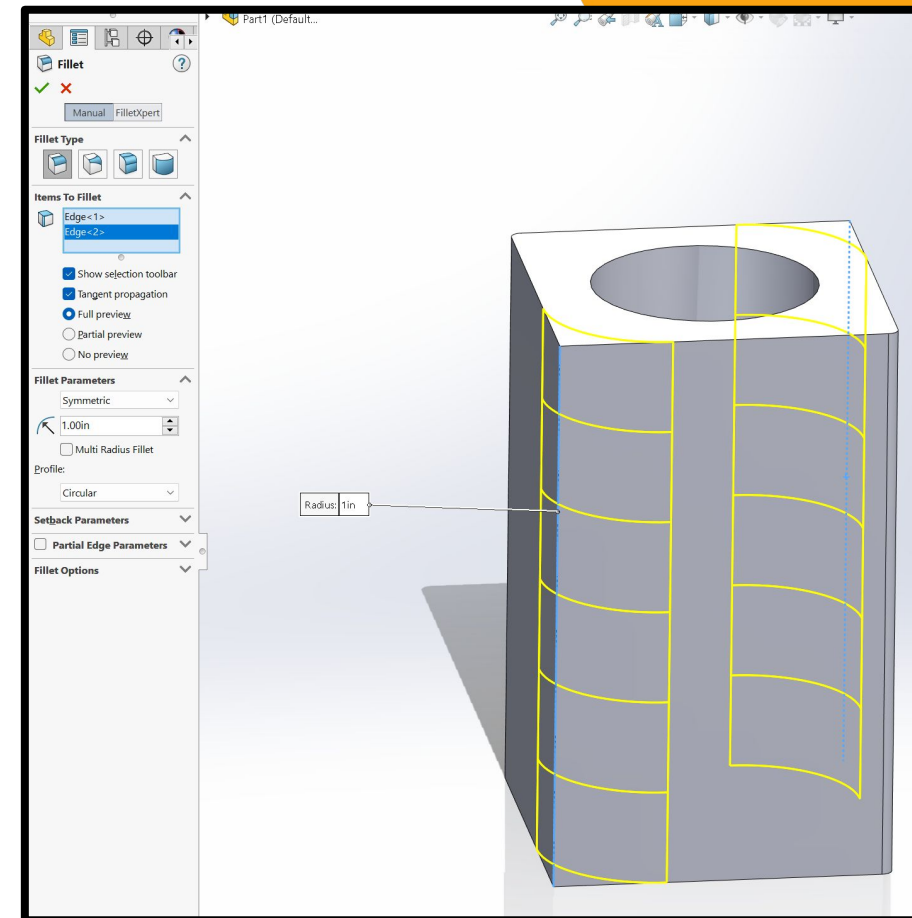 Part1 (Default...
Fillet
?
Manual FilletXpert
Fillet Type
Items To Fillet
Edge<1>
Edge<2>
Show selection toolbar
Tangent propagation
Full preview
Partial preview
No preview
Fillet Parameters
Symmetric
1.00in
Multi Radius Fillet
Profile:
Circular
Setback Parameters
Partial Edge Parameters
Fillet Options
Radius: 1in